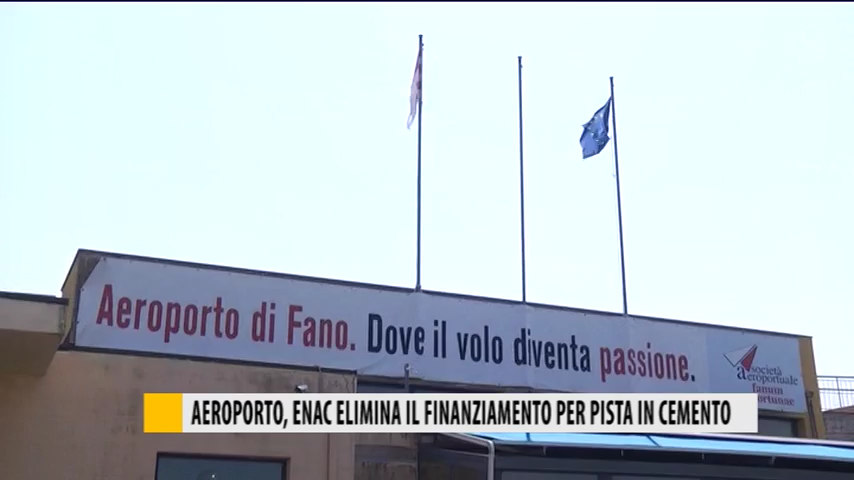 Aeroporto di Fano. Dove il volo diventa passione.
società
aeroportuale
fanum
fortunae
AEROPORTO, ENAC ELIMINA IL FINANZIAMENTO PER PISTA IN CEMENTO